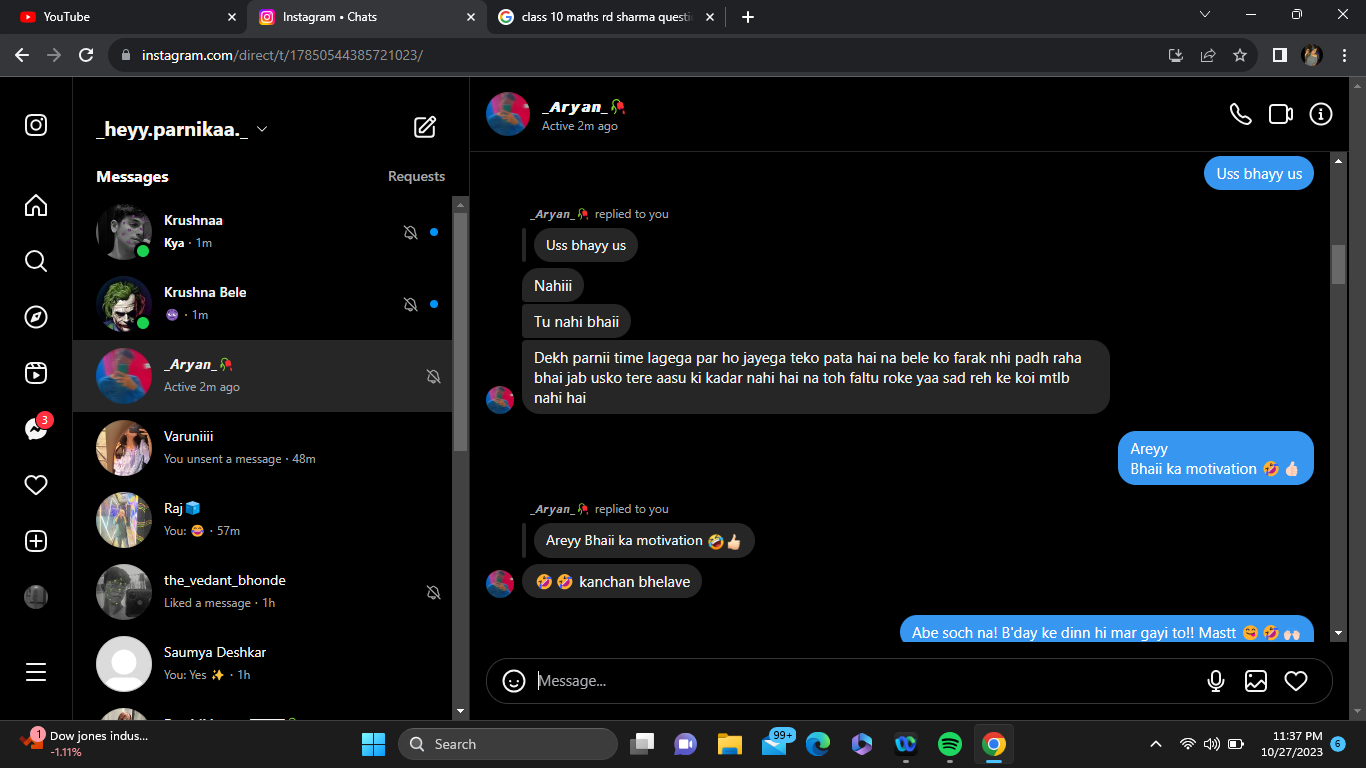 YouTube
Instagram • Chats
class 10 maths rd sharma questi
instagram.com/direct/t/17850544385721023/
_heyy.parnikaa._
Messages
Requests
Krushnaa
Kya · 1m
Krushna Bele
· 1m
_Aryan_🥀
Active 2m ago
Varuniiii
You unsent a message · 48m
Raj🧊
You: 😂 · 57m
the_vedant_bhonde
Liked a message · 1h
Saumya Deshkar
You: Yes ✨ · 1h
3
_Aryan_🥀
Active 2m ago
Uss bhayy us
_Aryan_🥀 replied to you
Uss bhayy us
Nahiii
Tu nahi bhaii
Dekh parnii time lagega par ho jayega teko pata hai na bele ko farak nhi padh raha
bhai jab usko tere aasu ki kadar nahi hai na toh faltu roke yaa sad reh ke koi mtlb
nahi hai
Areyy
Bhaii ka motivation 🤣👍🏻
_Aryan_🥀 replied to you
Areyy Bhaii ka motivation 🤣👍🏻
🤣🤣 kanchan bhelave
Abe soch na! B'day ke dinn hi mar gayi to!! Mastt 😋🤣🙌🏻
Message...
1
Dow jones indus...
-1.11%
Search
99+
11:37 PM
10/27/2023
6